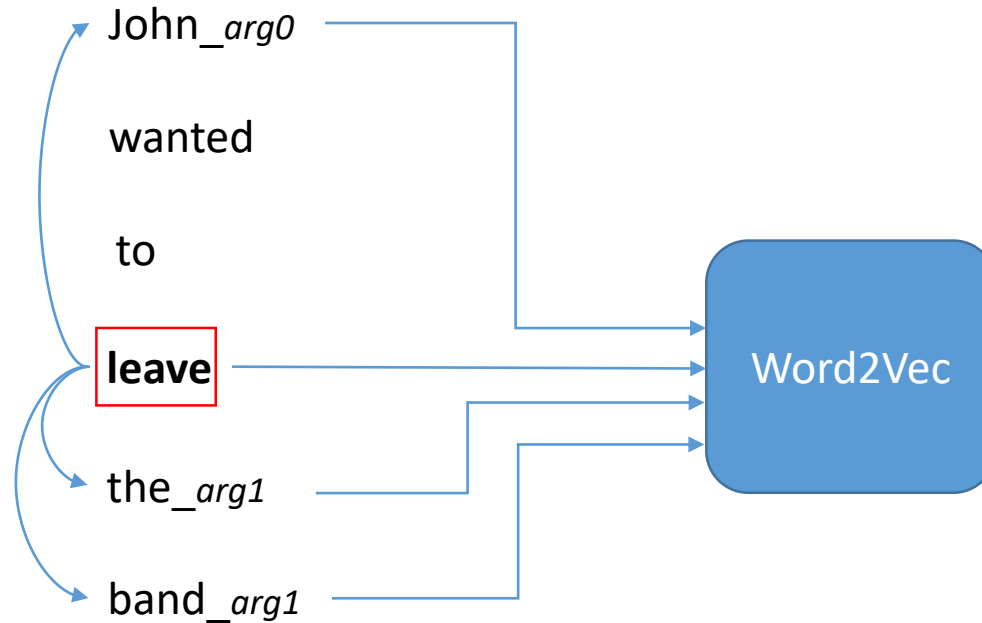 John_arg0
wanted
to
leave
Word2Vec
the_arg1
band_arg1